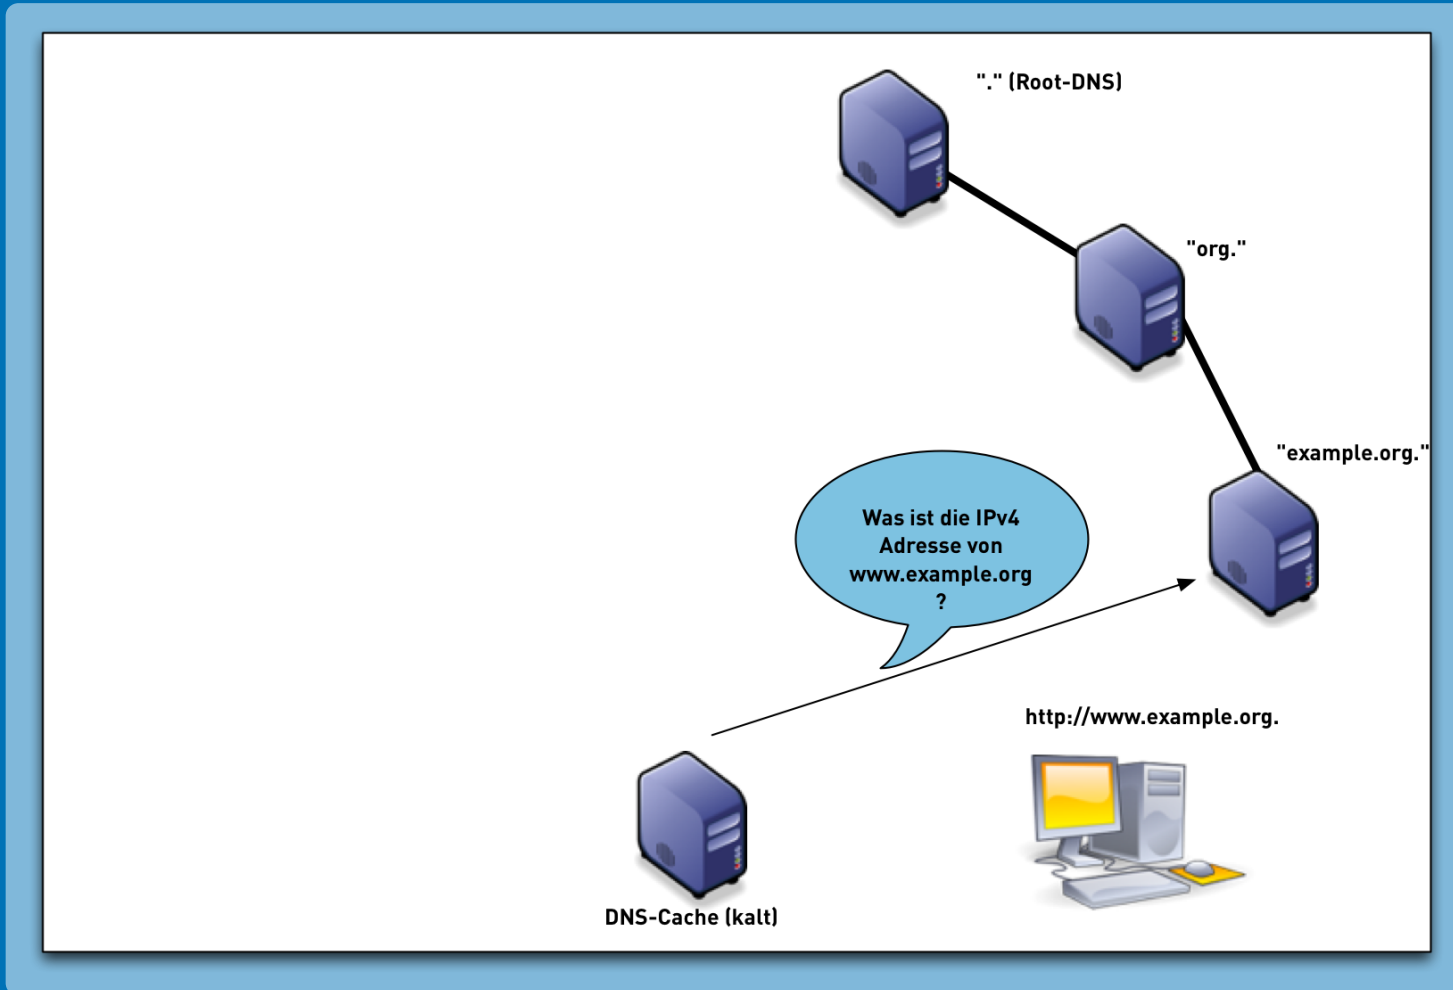 "." (Root-DNS)
"org."
"example.org."
Was ist die IPv4
Adresse von
www.example.org
?
http://www.example.org.
DNS-Cache (kalt)